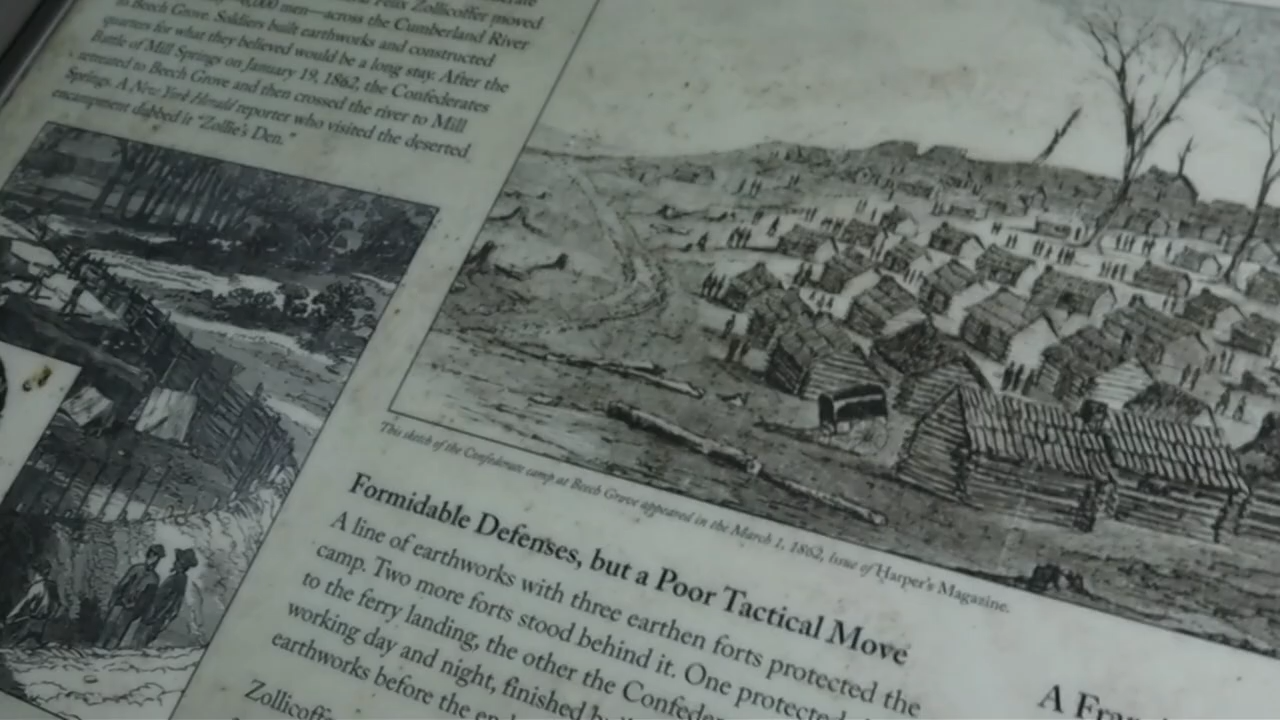 Felix Zollicoffer moved
men—across the Cumberland River
to Beech Grove. Soldiers built earthworks and constructed
quarters for what they believed would be a long stay. After the
Battle of Mill Springs on January 19, 1862, the Confederates
retreated to Beech Grove and then crossed the river to Mill
Springs. A New York Herald reporter who visited the deserted
encampment dubbed it "Zollie's Den."
This sketch of the Confederate camp at Beech Grove appeared in the March 1, 1862, issue of Harper's Magazine.
Formidable Defenses, but a Poor Tactical Move
A line of earthworks with three earthen forts protected the
camp. Two more forts stood behind it. One protected
to the ferry landing, the other the
working day and night, finished
earthworks before the
A